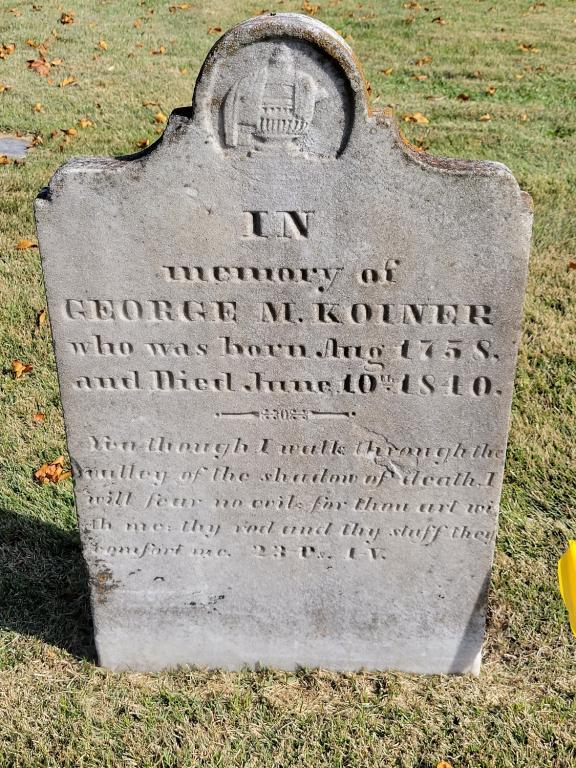 IN
memory of
GEORGE M. KOINER
who was born Aug 1758.
and Died June 10th 1840.
Yea though I walk through the
valley of the shadow of death. I
will fear no evil: for thou art wi
th me: thy rod and thy staff they
comfort me. 23 Ps. 4 V.